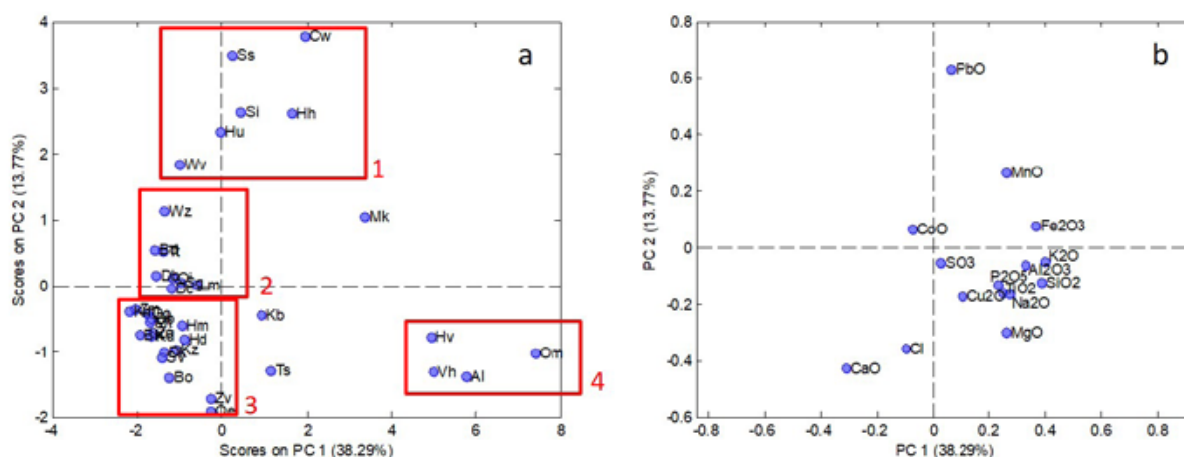 a
4
3
2
1
0
-1
-2
-4
-2
0
2
4
6
8
Scores on PC 2 (13.77%)
Scores on PC 1 (38.29%)
Cw
Ss
Si
Hh
Hu
Wv
1
Wz
Mk
Lm
2
Hm
Hd
Kz
Bo
Zv
3
Kb
Ts
Hv
Om
Vh
Al
4
b
0.8
0.6
0.4
0.2
0
-0.2
-0.4
-0.6
-0.8
-0.6
-0.4
-0.2
0
0.2
0.4
0.6
0.8
PC 2 (13.77%)
PC 1 (38.29%)
PbO
MnO
Fe2O3
CoO
SO3
K2O
Al2O3
P2O5
SiO2
TiO2
Cu2O
Na2O
MgO
Cl
CaO